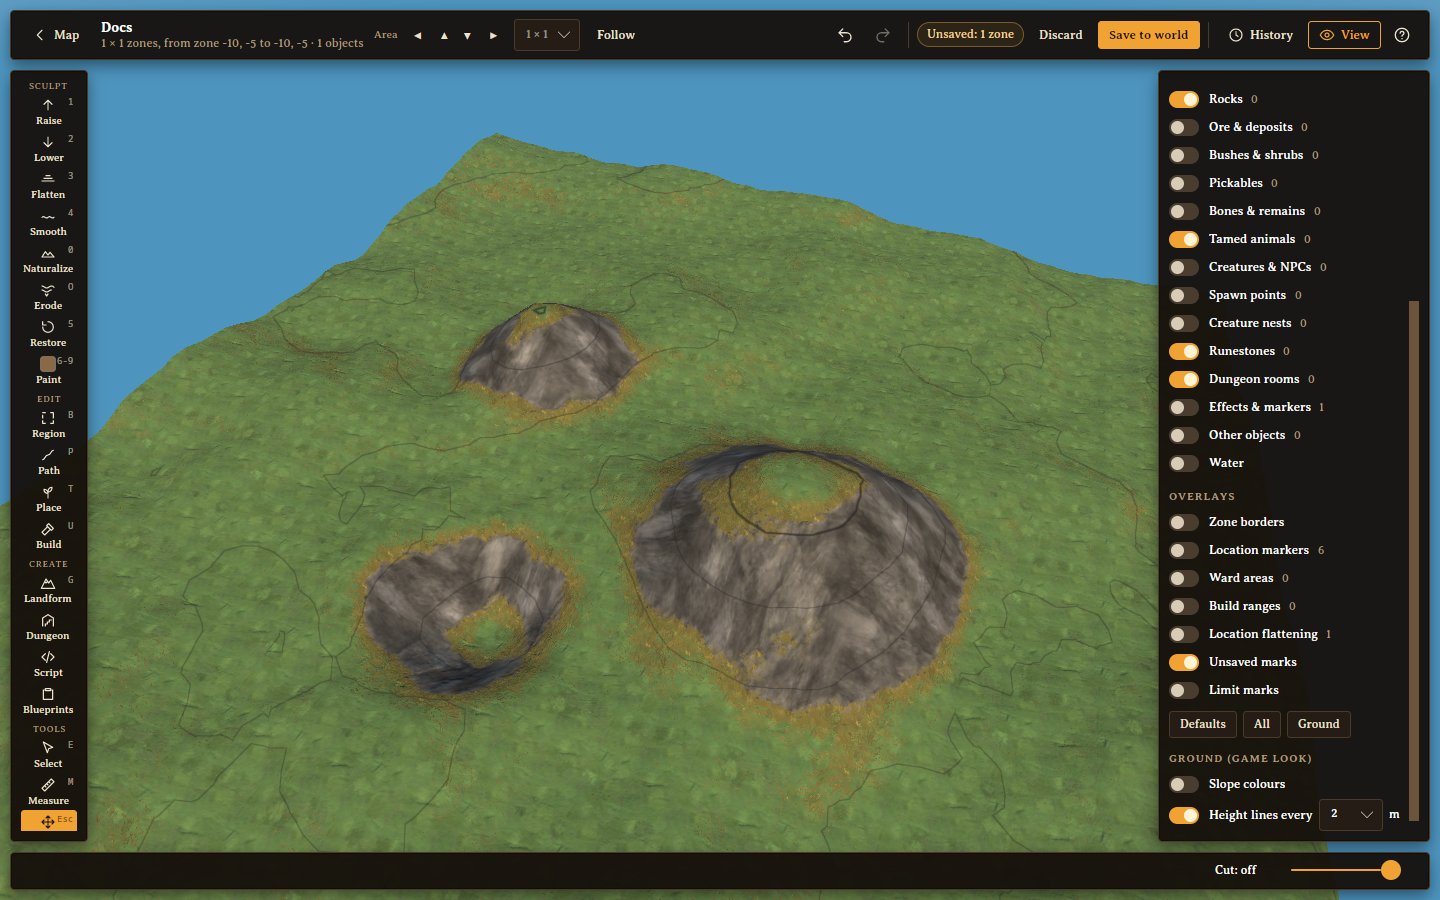 Map
Docs
1 × 1 zones, from zone -10, -5 to -10, -5 · 1 objects
Area
1 × 1
Follow
Unsaved: 1 zone
Discard
Save to world
History
View
SCULPT
Raise 1
Lower 2
Flatten 3
Smooth 4
Naturalize 0
Erode O
Restore 5
Paint 6-9
EDIT
Region B
Path P
Place T
Build U
CREATE
Landform G
Dungeon
Script
Blueprints
TOOLS
Select E
Measure M
Esc
Rocks 0
Ore & deposits 0
Bushes & shrubs 0
Pickables 0
Bones & remains 0
Tamed animals 0
Creatures & NPCs 0
Spawn points 0
Creature nests 0
Runestones 0
Dungeon rooms 0
Effects & markers 1
Other objects 0
Water
OVERLAYS
Zone borders
Location markers 6
Ward areas 0
Build ranges 0
Location flattening 1
Unsaved marks
Limit marks
Defaults All Ground
GROUND (GAME LOOK)
Slope colours
Height lines every 2 m
Cut: off